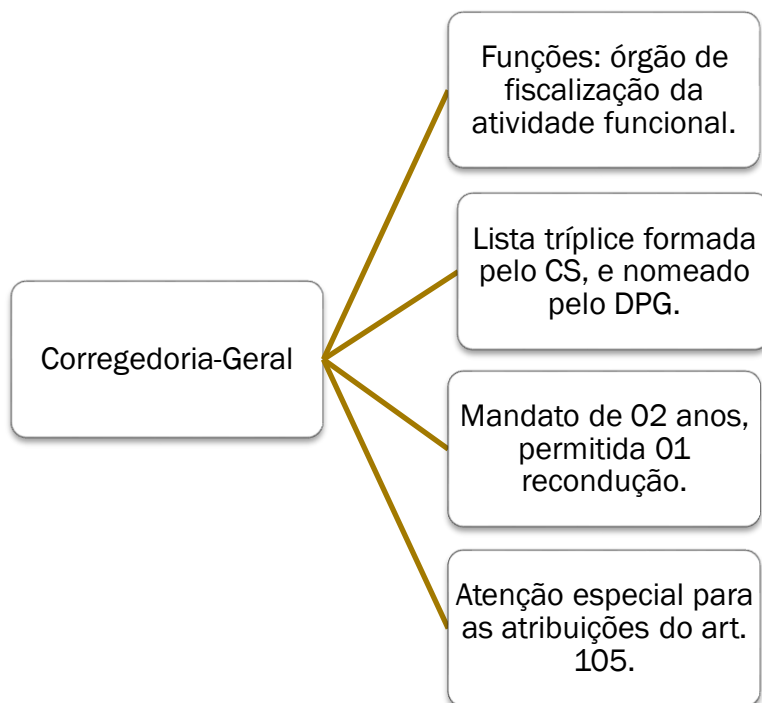 Corregedoria-Geral
Funções: órgão de
fiscalização da
atividade funcional.
Lista tríplice formada
pelo CS, e nomeado
pelo DPG.
Mandato de 02 anos,
permitida 01
recondução.
Atenção especial para
as atribuições do art.
105.